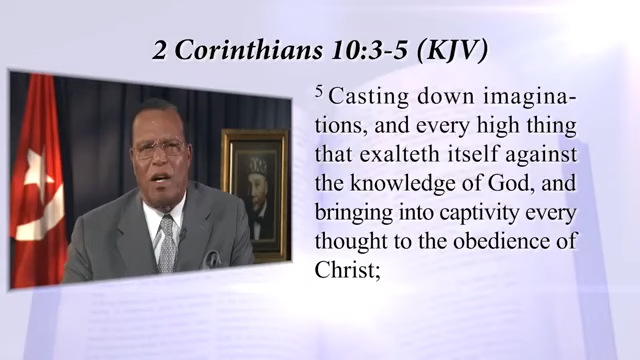 2 Corinthians 10:3-5 (KJV)
5 Casting down imagina-
tions, and every high thing
that exalteth itself against
the knowledge of God, and
bringing into captivity every
thought to the obedience of
Christ;